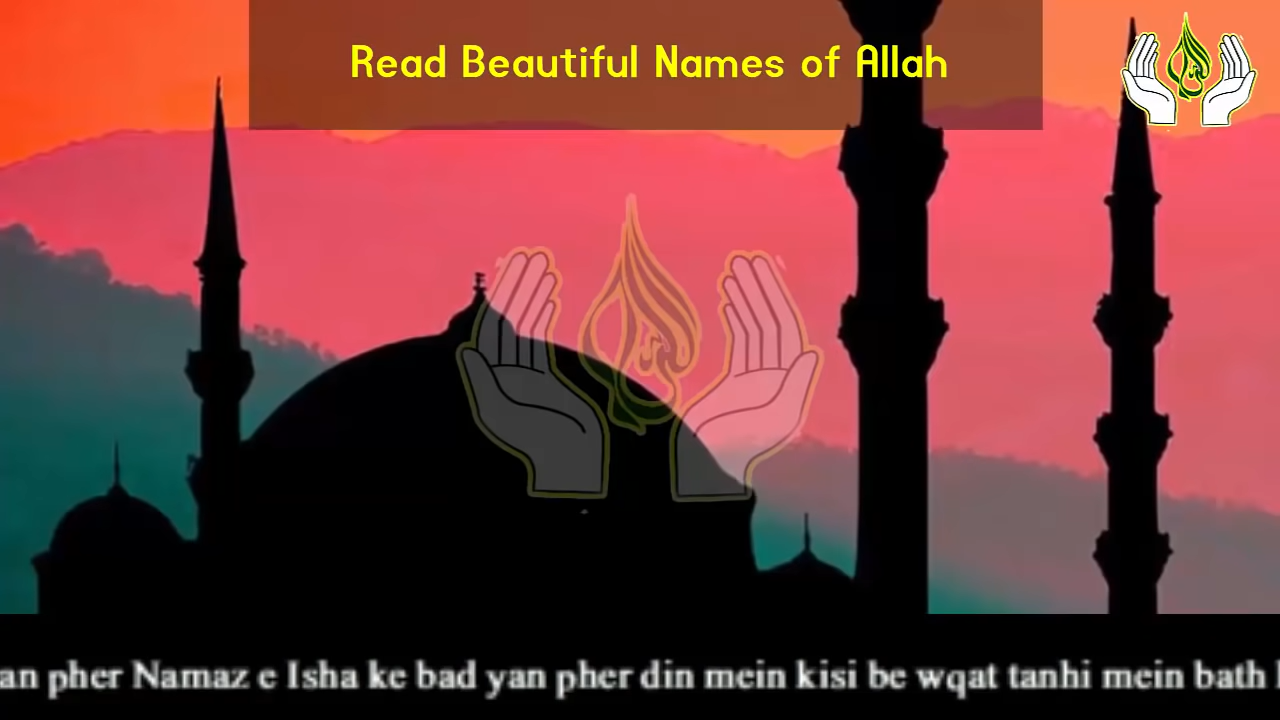 Read Beautiful Names of Allah
an pher Namaz e Isha ke bad yan pher din mein kisi be wqat tanhi mein bath